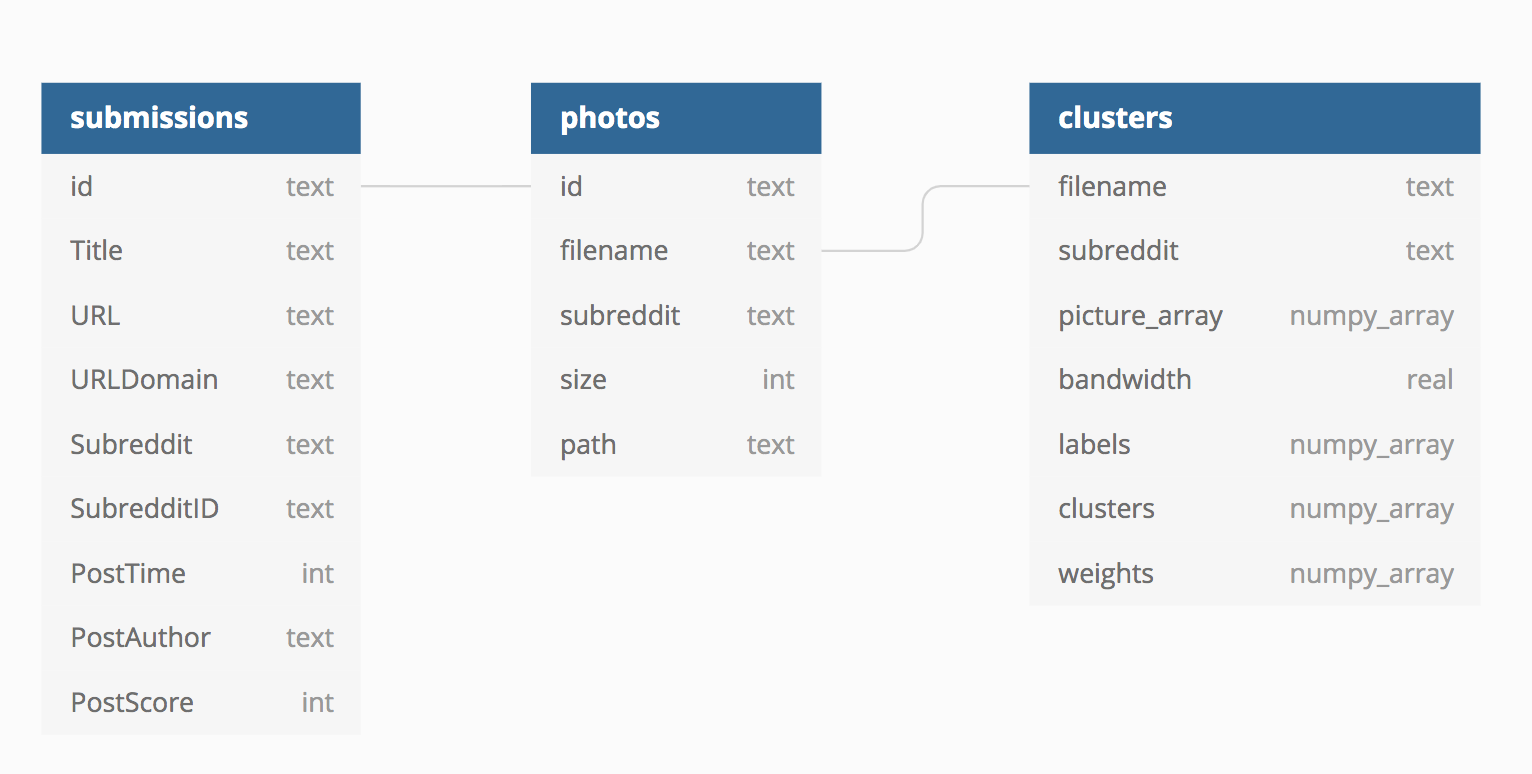 submissions
id text
Title text
URL text
URLDomain text
Subreddit text
SubredditID text
PostTime int
PostAuthor text
PostScore int
photos
id text
filename text
subreddit text
size int
path text
clusters
filename text
subreddit text
picture_array numpy_array
bandwidth real
labels numpy_array
clusters numpy_array
weights numpy_array